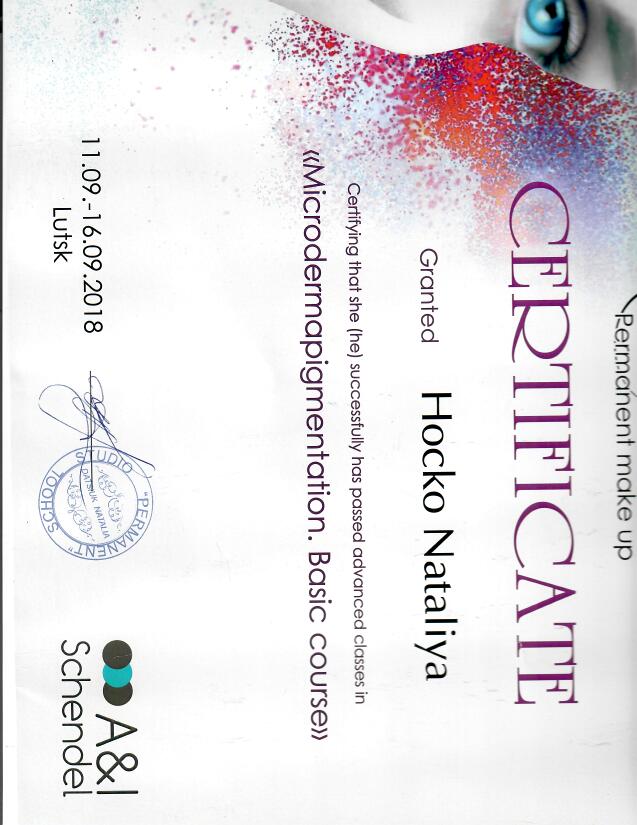 Permanent make up
CERTIFICATE
Granted Hocko Nataliya
Certifying that she (he) successfully has passed advanced classes in
«Microdermapigmentation. Basic course»
11.09.-16.09.2018
Lutsk
STUDIO "PERMANENT" SCHOOL
DATSIUK NATALIA
A&I
Schendel